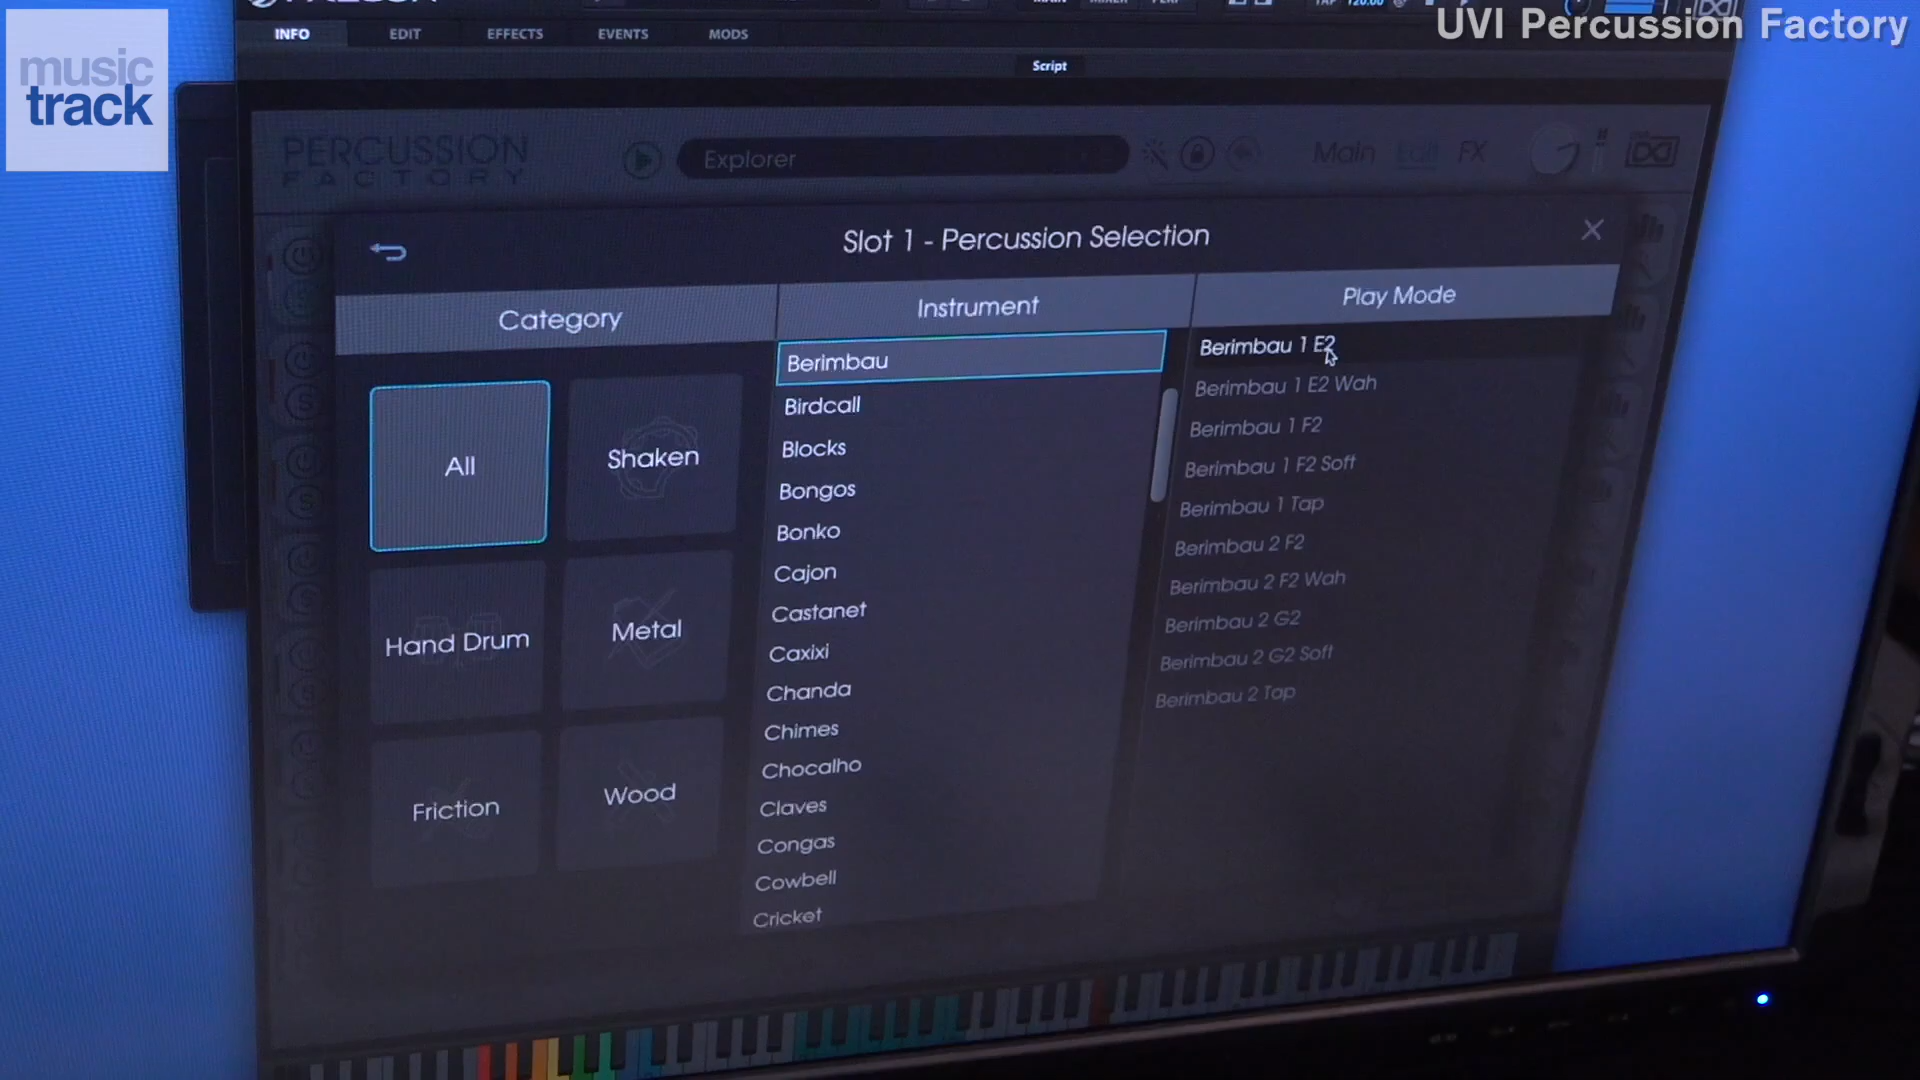 UVI Percussion Factory
music
track
INFO EDIT EFFECTS EVENTS MODS
Script
PERCUSSION
FACTORY
Explorer
Main Edit FX
Slot 1 - Percussion Selection
Category
Instrument
Play Mode
All
Shaken
Hand Drum
Metal
Friction
Wood
Berimbau
Birdcall
Blocks
Bongos
Bonko
Cajon
Castanet
Caxixi
Chanda
Chimes
Chocalho
Claves
Congas
Cowbell
Cricket
Berimbau 1 E2
Berimbau 1 E2 Wah
Berimbau 1 F2
Berimbau 1 F2 Soft
Berimbau 1 Tap
Berimbau 2 F2
Berimbau 2 F2 Wah
Berimbau 2 G2
Berimbau 2 G2 Soft
Berimbau 2 Tap